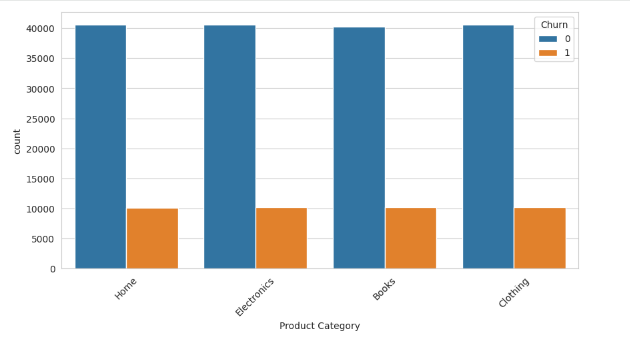 Churn
0
1
40000
35000
30000
25000
20000
15000
10000
5000
0
count
Home
Electronics
Books
Clothing
Product Category